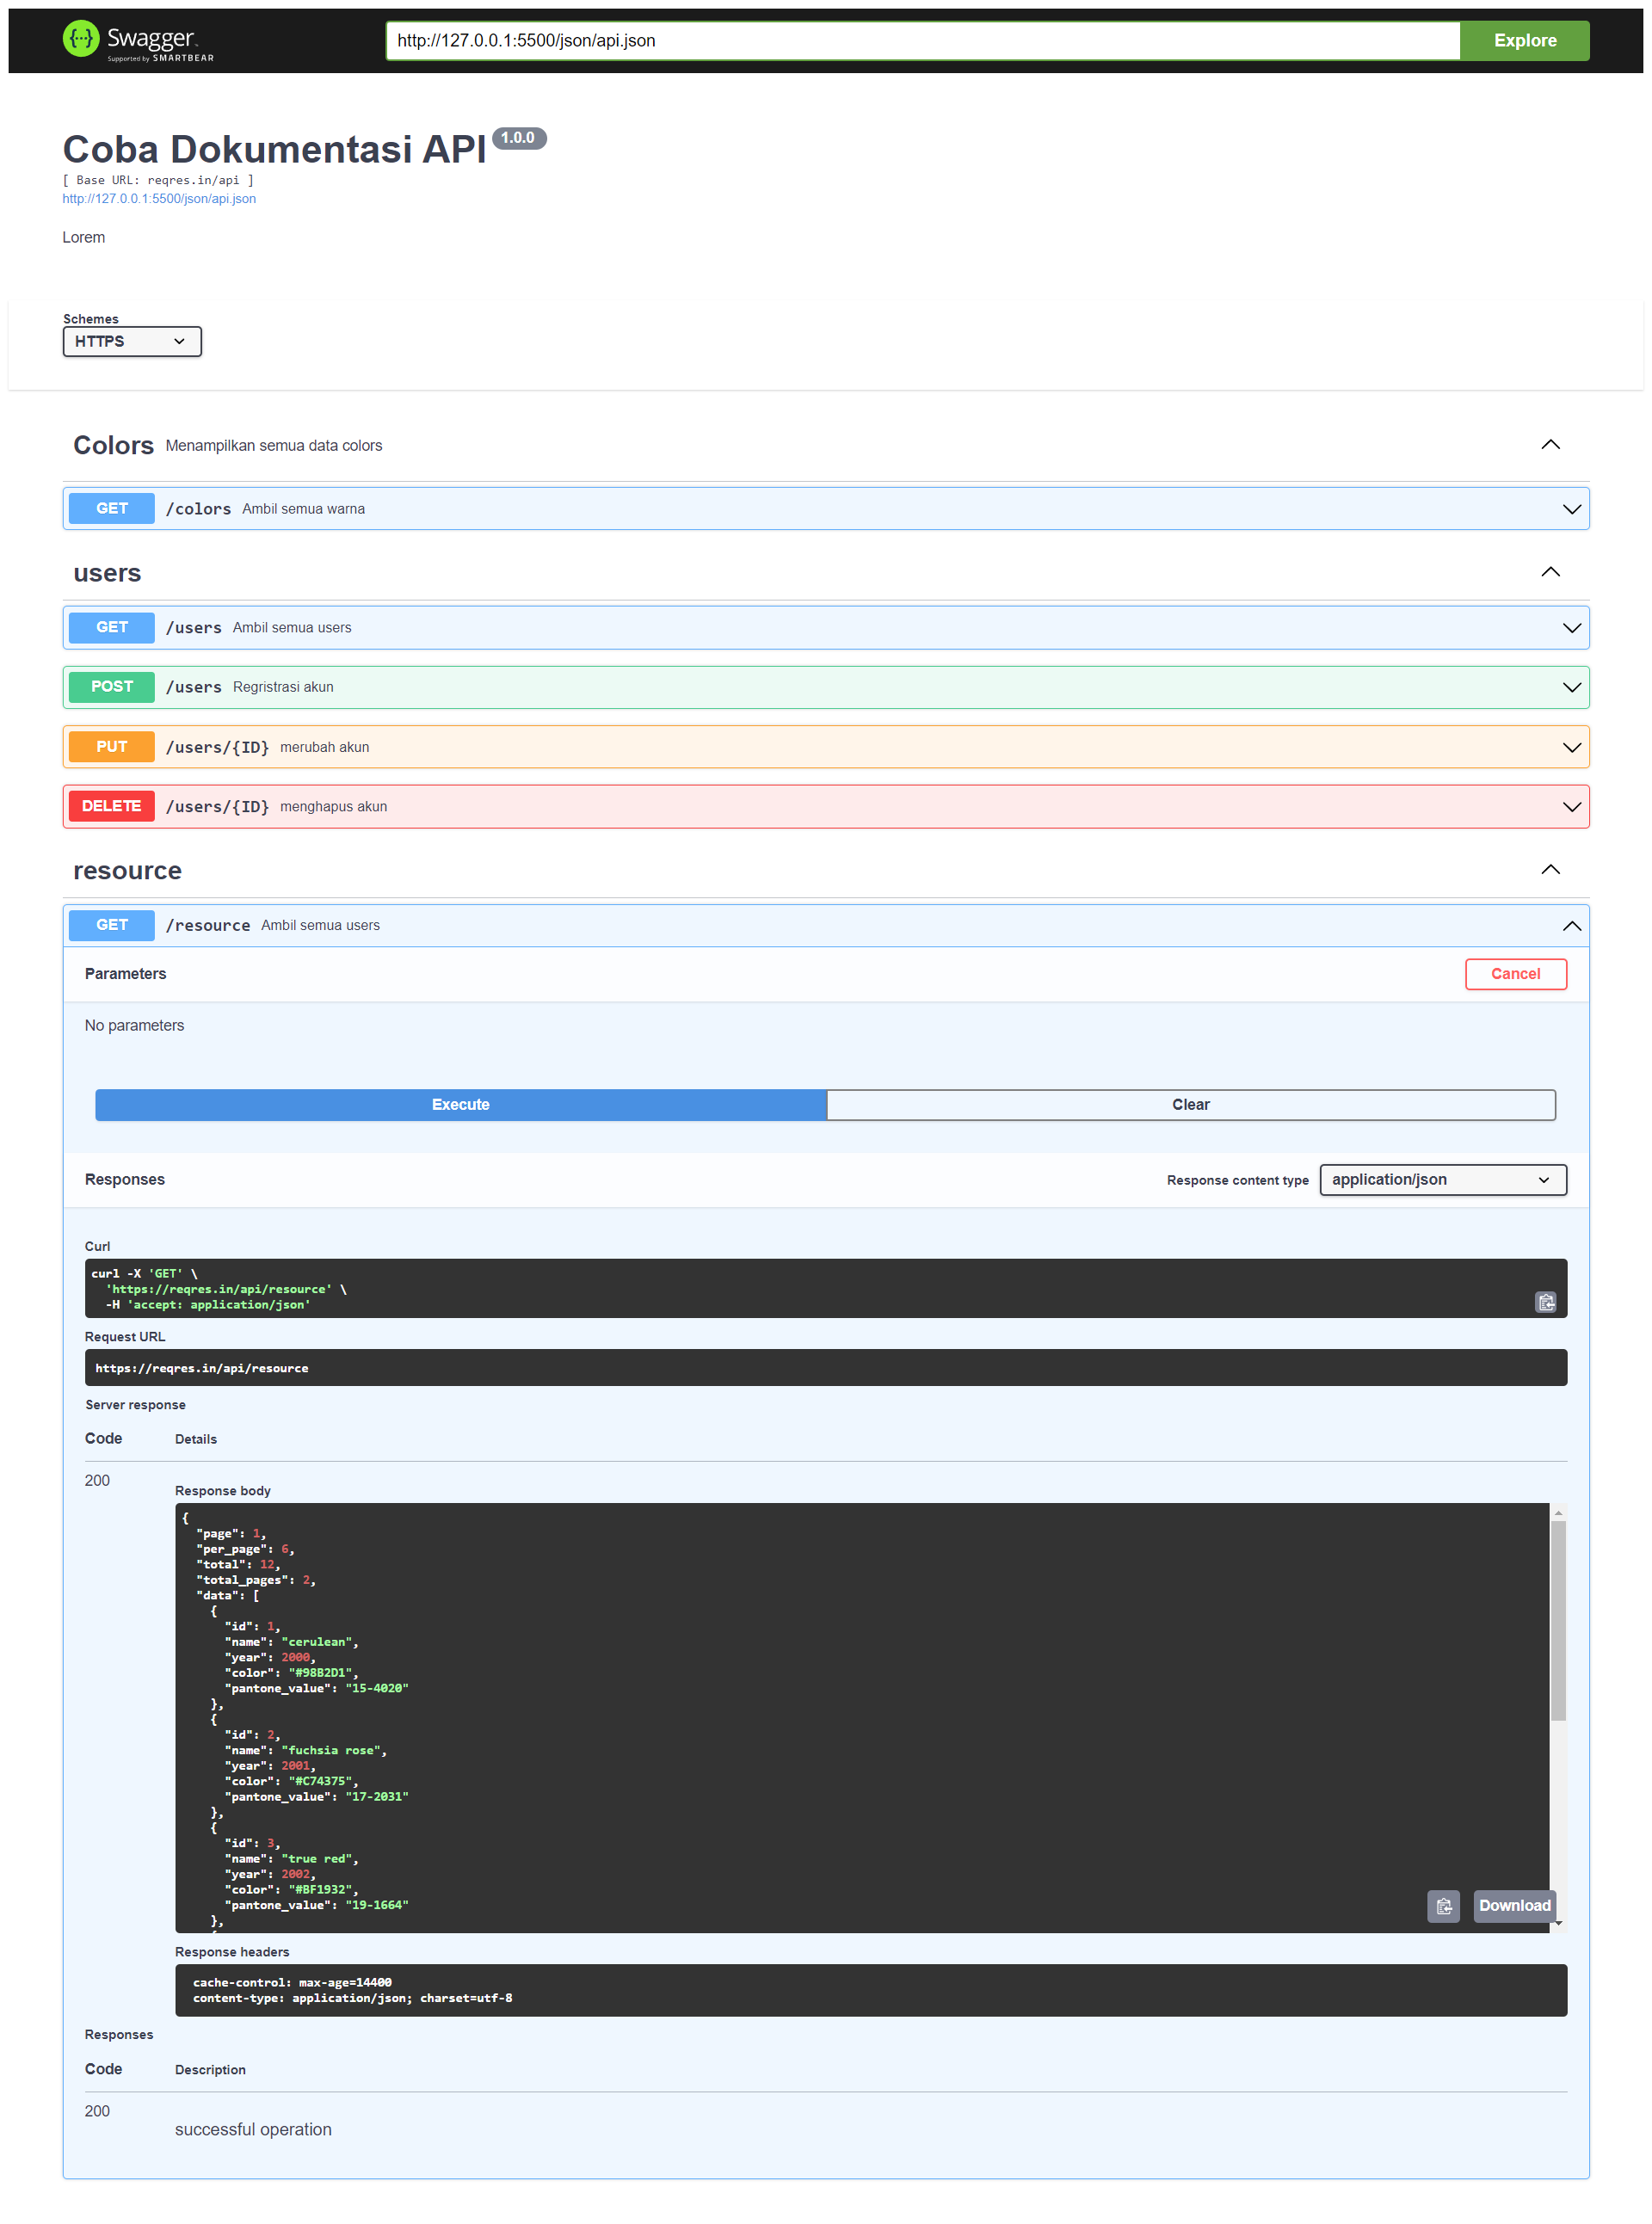 Swagger
Supported by SMARTBEAR
http://127.0.0.1:5500/json/api.json
Explore
Coba Dokumentasi API 1.0.0
[ Base URL: reqres.in/api ]
http://127.0.0.1:5500/json/api.json
Lorem
Schemes
HTTPS
Colors Menampilkan semua data colors
GET /colors Ambil semua warna
users
GET /users Ambil semua users
POST /users Regristrasi akun
PUT /users/{ID} merubah akun
DELETE /users/{ID} menghapus akun
resource
GET /resource Ambil semua users
Parameters
Cancel
No parameters
Execute
Clear
Responses
Response content type
application/json
Curl
curl -X 'GET' \
'https://reqres.in/api/resource' \
-H 'accept: application/json'
Request URL
https://reqres.in/api/resource
Server response
Code Details
200
Response body
{
"page": 1,
"per_page": 6,
"total": 12,
"total_pages": 2,
"data": [
{
"id": 1,
"name": "cerulean",
"year": 2000,
"color": "#98B2D1",
"pantone_value": "15-4020"
},
{
"id": 2,
"name": "fuchsia rose",
"year": 2001,
"color": "#C74375",
"pantone_value": "17-2031"
},
{
"id": 3,
"name": "true red",
"year": 2002,
"color": "#BF1932",
"pantone_value": "19-1664"
},
Download
Response headers
cache-control: max-age=14400
content-type: application/json; charset=utf-8
Responses
Code Description
200
successful operation